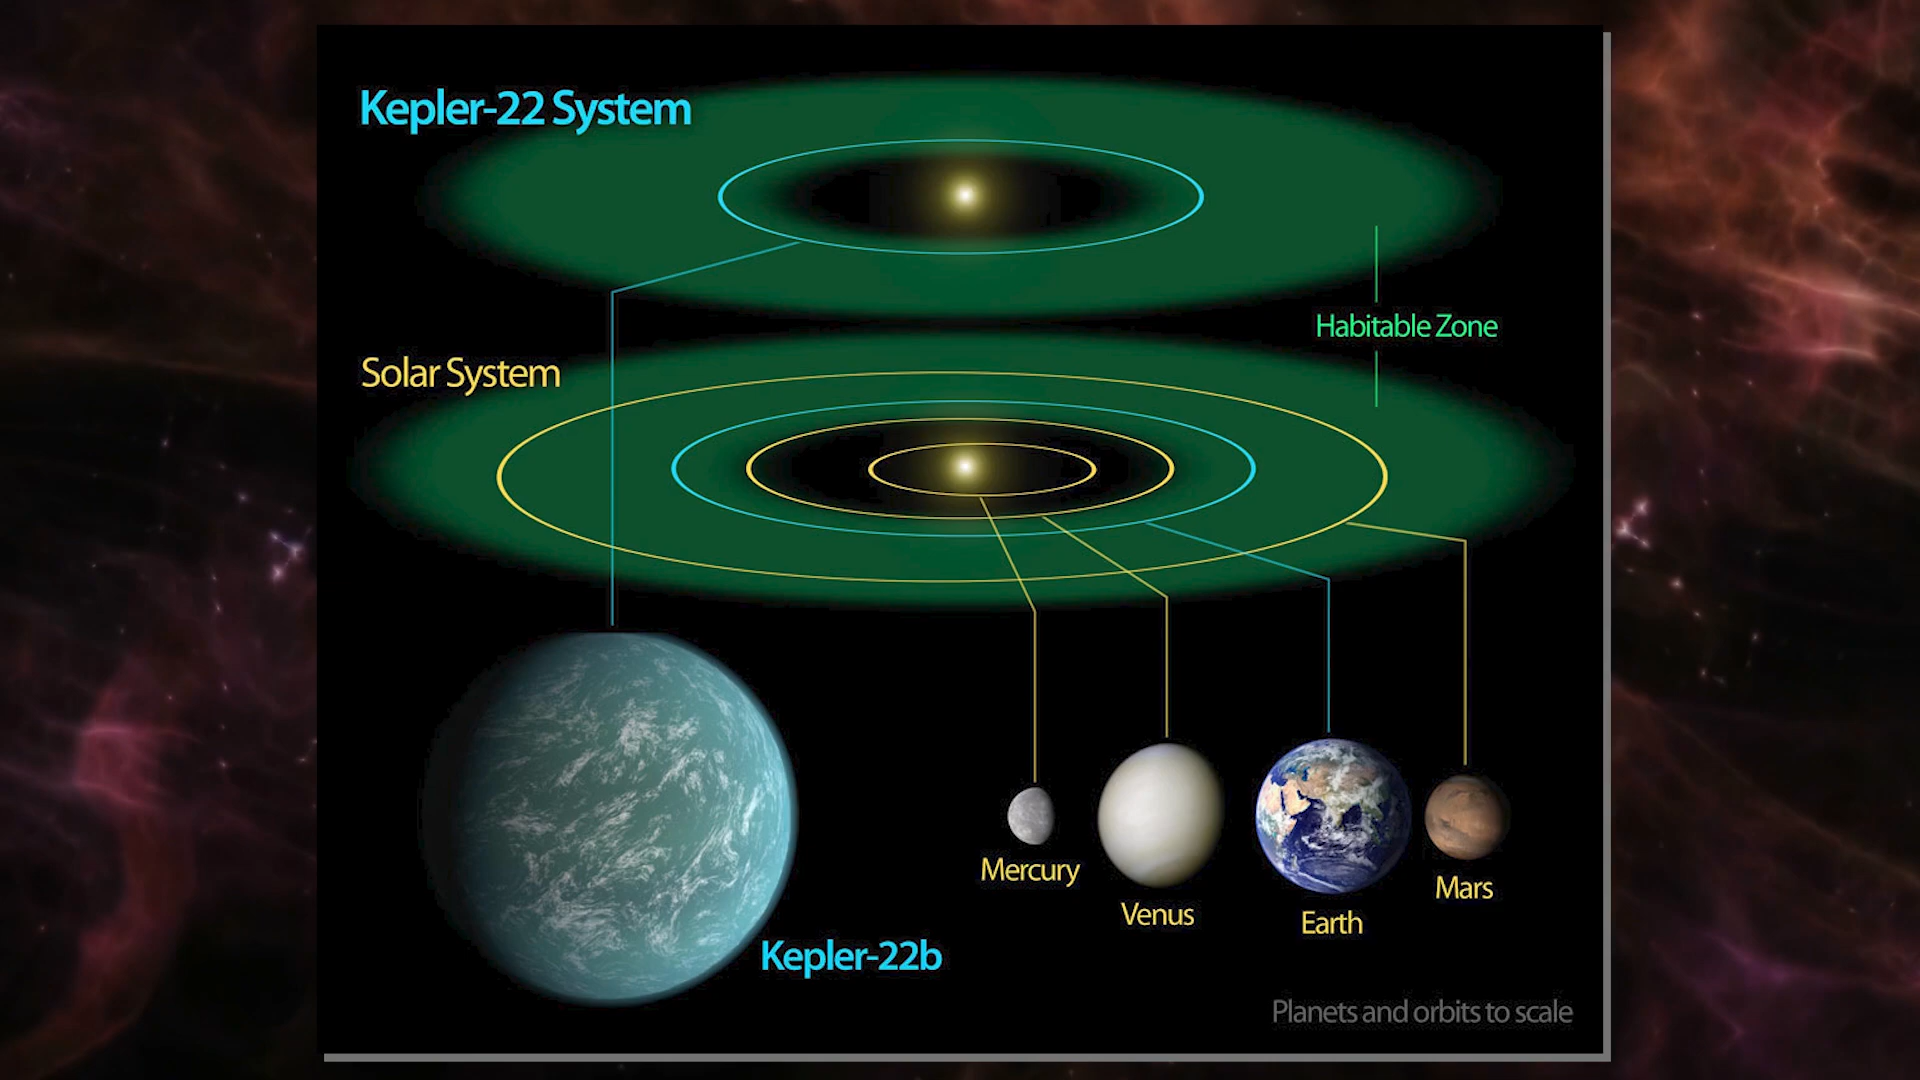 Kepler-22 System
Habitable Zone
Solar System
Mercury
Venus
Earth
Mars
Kepler-22b
Planets and orbits to scale